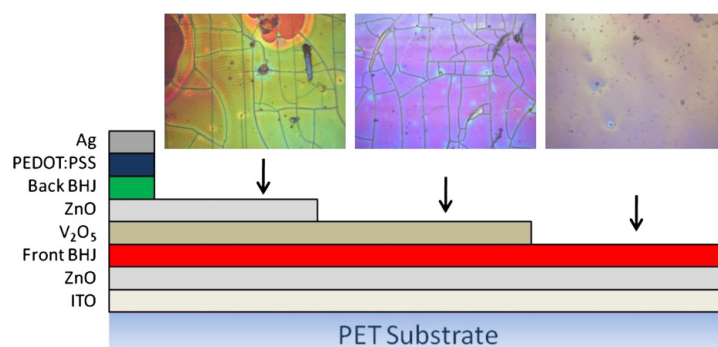 Ag
PEDOT:PSS
Back BHJ
ZnO
V₂O₅
Front BHJ
ZnO
ITO
PET Substrate